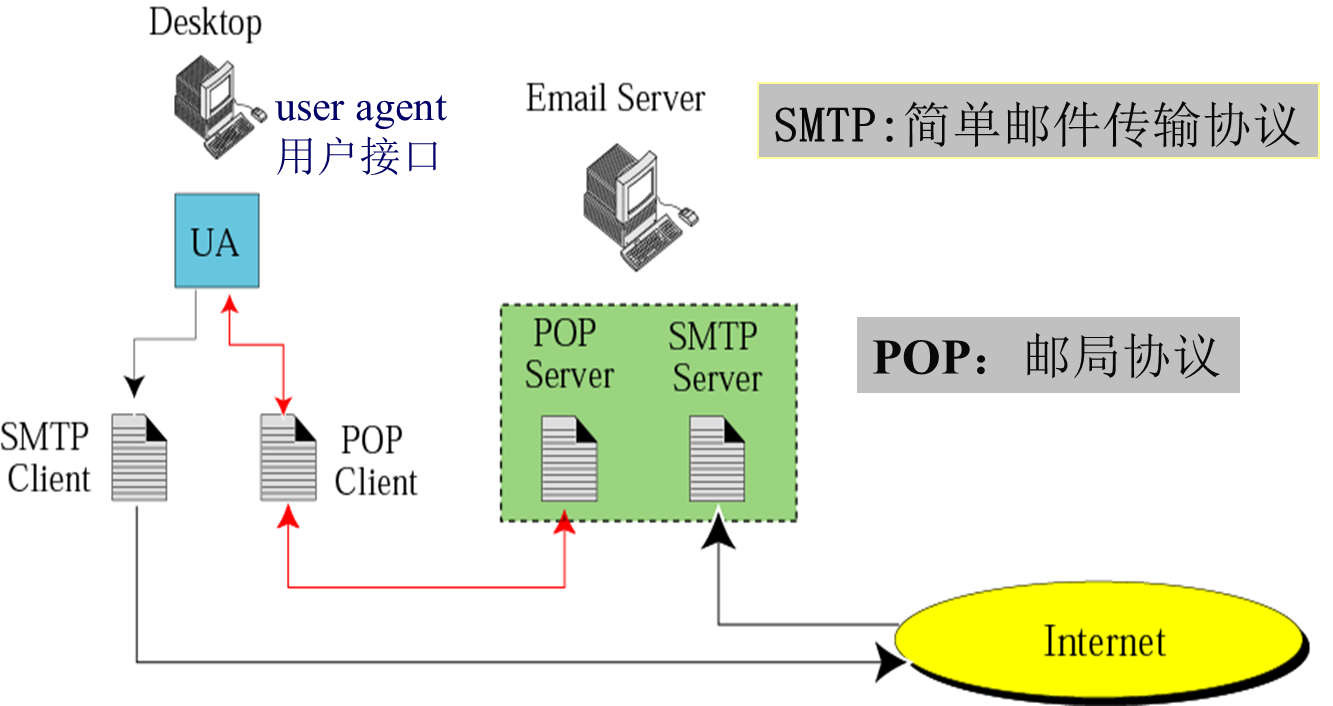 Desktop
user agent
用户接口
Email Server
SMTP:简单邮件传输协议
UA
POP
Server
SMTP
Server
POP：邮局协议
SMTP
Client
POP
Client
Internet